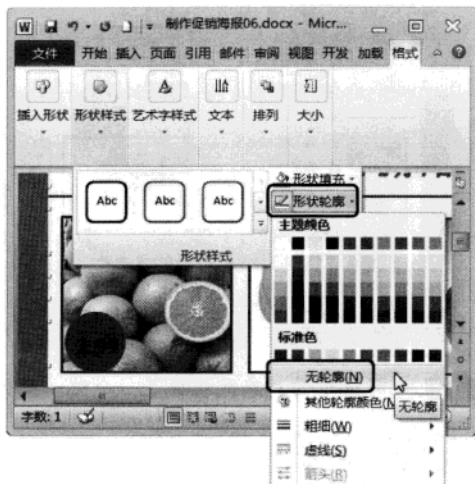 制作促销海报06.docx - Micr...
文件 开始 插入 页面 引用 邮件 审阅 视图 开发 加载 格式
插入形状 形状样式 艺术字样式 文本 排列 大小
形状填充
Abc Abc Abc
形状轮廓
主题颜色
形状样式
标准色
无轮廓(N)
其他轮廓颜色(M
无轮廓
字数: 1
粗细(W)
虚线(S)
箭头(R)